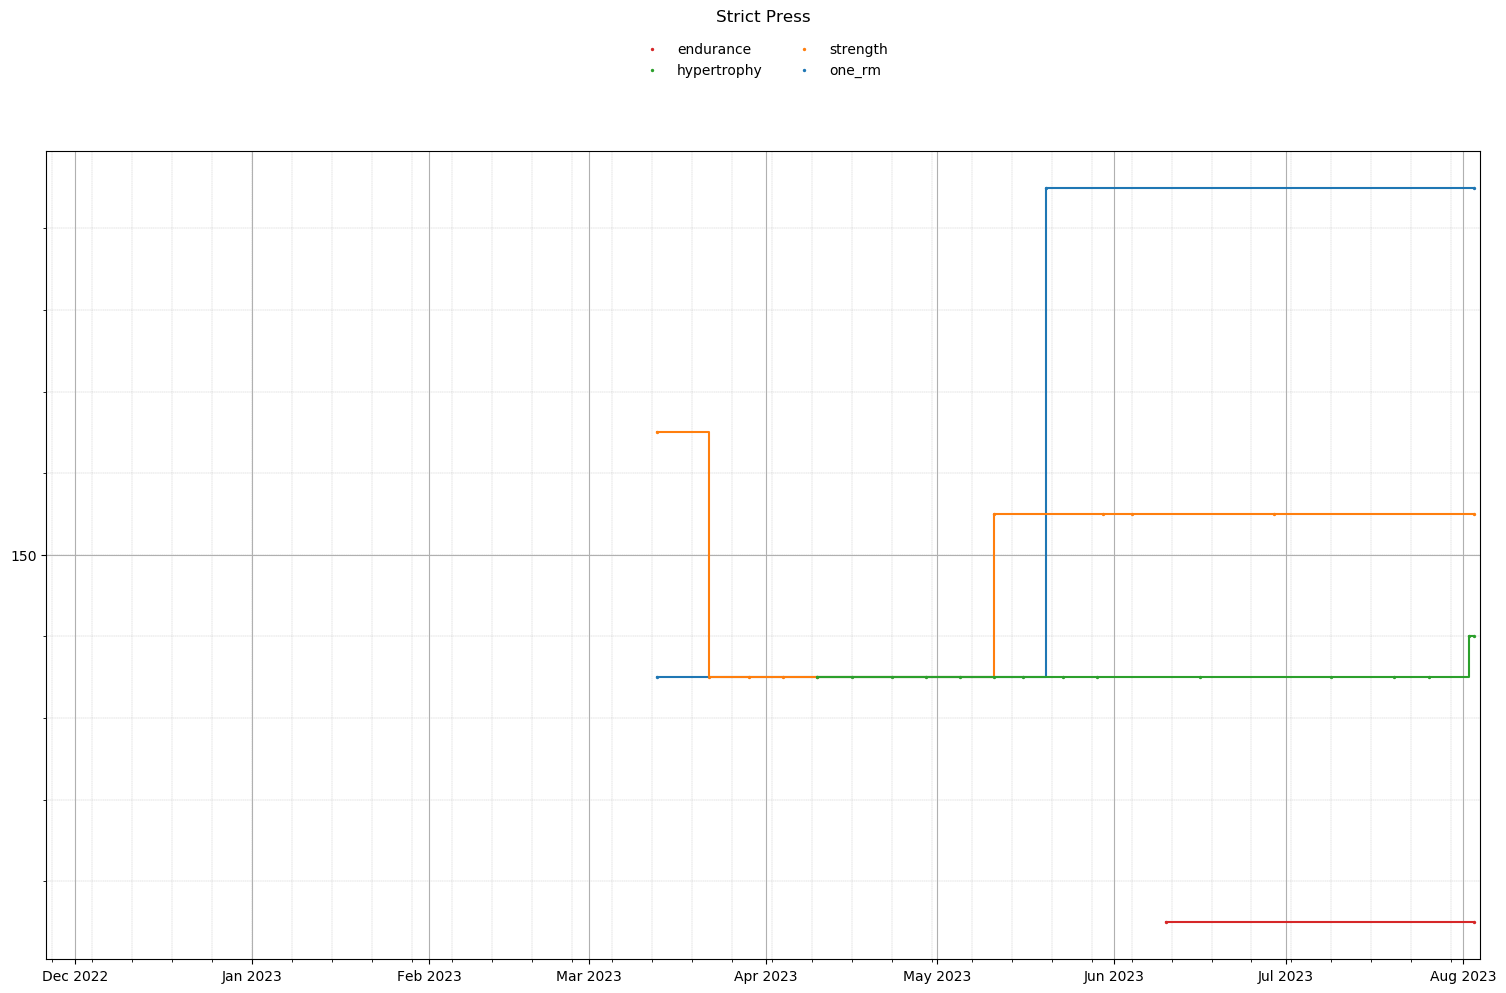 Strict Press
endurance
hypertrophy
strength
one_rm
150
Dec 2022
Jan 2023
Feb 2023
Mar 2023
Apr 2023
May 2023
Jun 2023
Jul 2023
Aug 2023